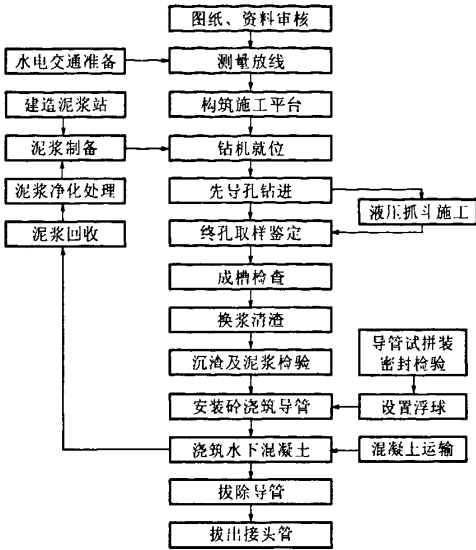 图纸、资料审核
水电交通准备
测量放线
建造泥浆站
构筑施工平台
泥浆制备
钻机就位
泥浆净化处理
先导孔钻进
液压抓斗施工
泥浆回收
终孔取样鉴定
成槽检查
换浆清渣
导管试拼装
密封检验
沉渣及泥浆检验
安装砼浇筑导管
设置浮球
浇筑水下混凝土
混凝土运输
拔除导管
拔出接头管